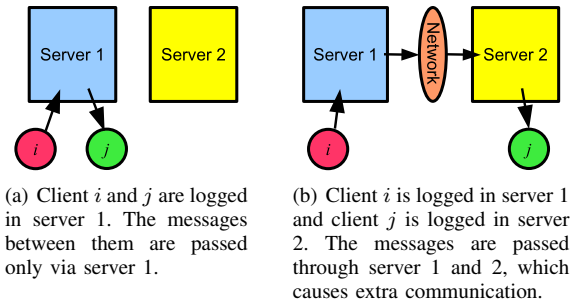 Server 1
Server 2
i
j
(a) Client i and j are logged
in server 1. The messages
between them are passed
only via server 1.
Server 1
Network
Server 2
i
j
(b) Client i is logged in server 1
and client j is logged in server
2. The messages are passed
through server 1 and 2, which
causes extra communication.